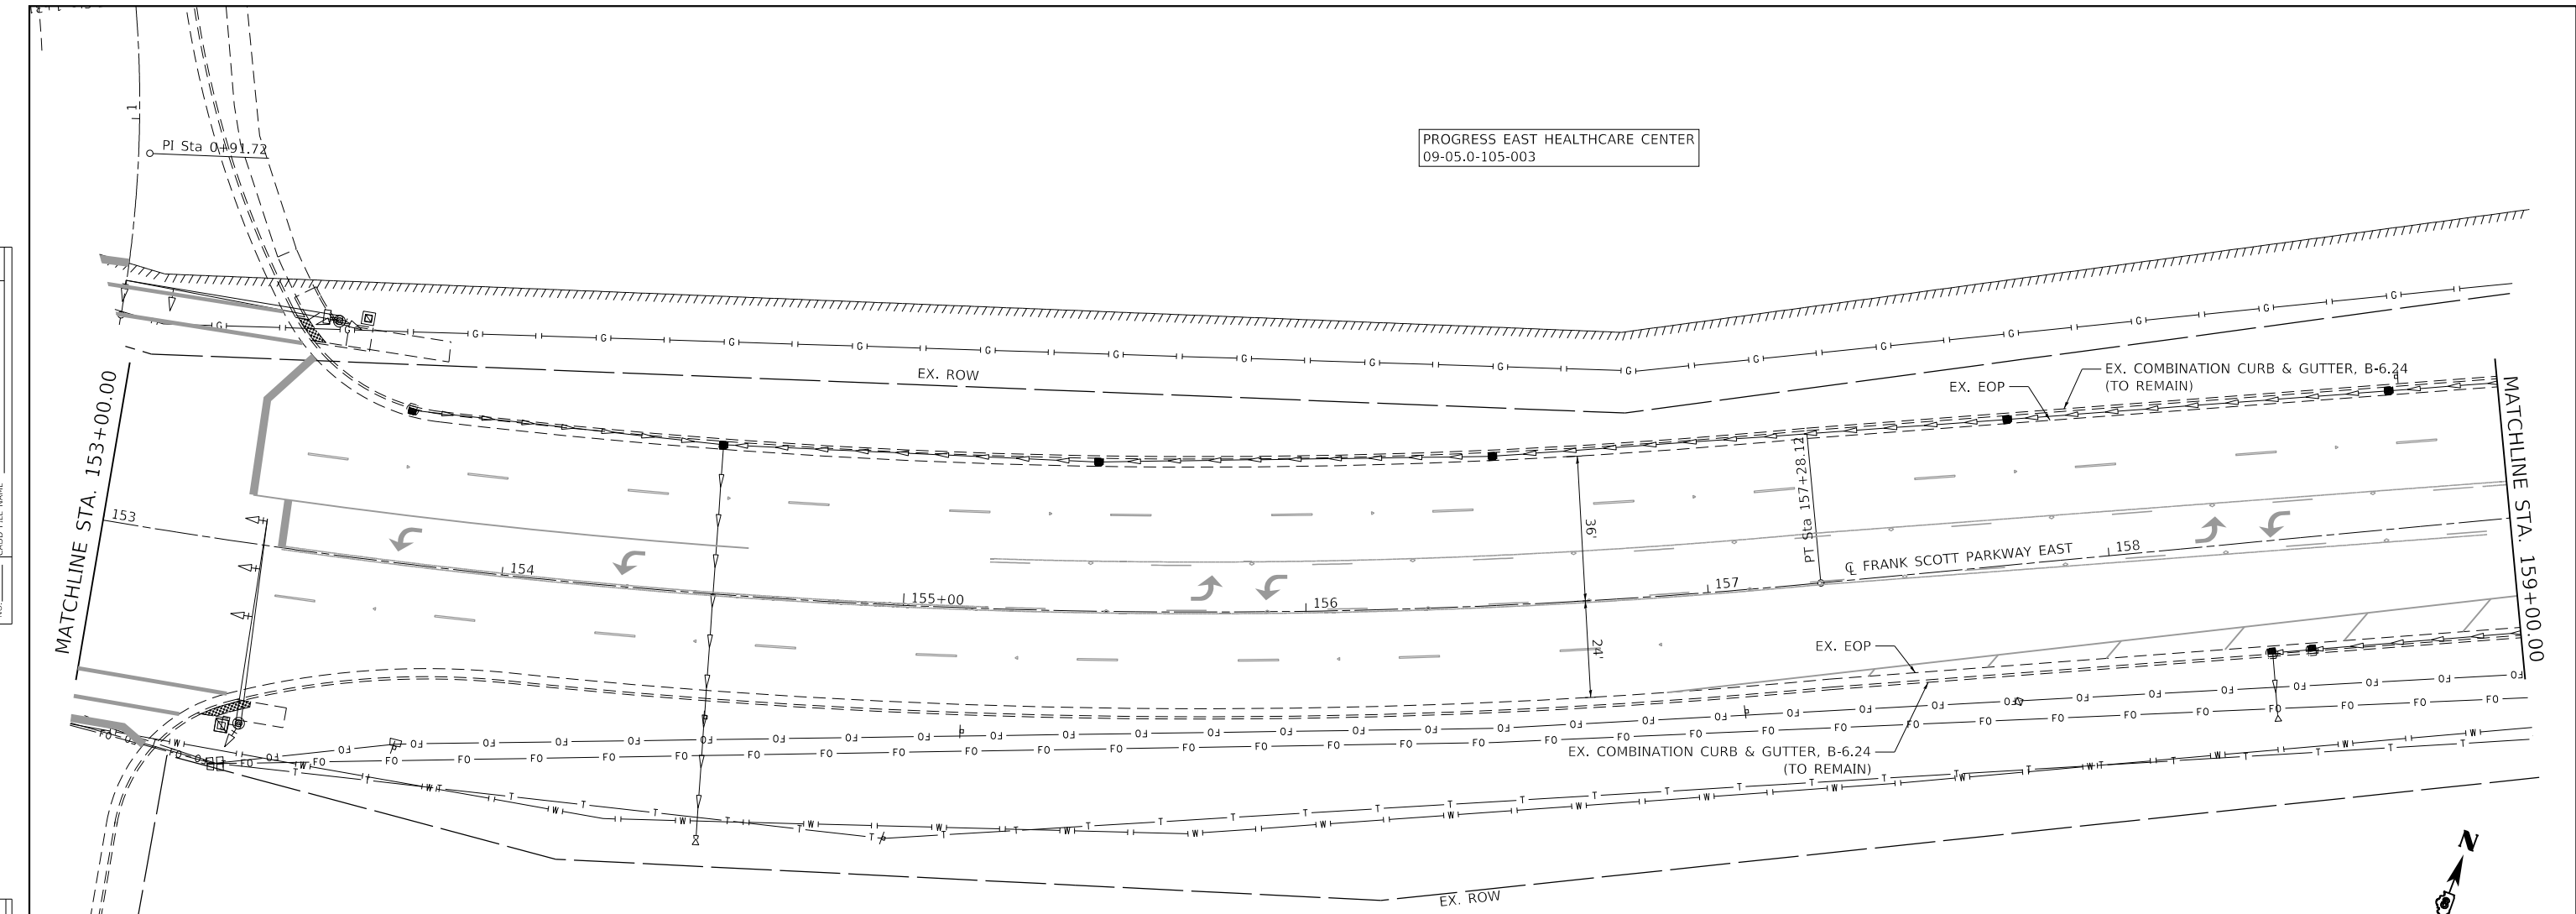 PI Sta 0+91.72
1
PROGRESS EAST HEALTHCARE CENTER
09-05.0-105-003
EX. ROW
EX. EOP
EX. COMBINATION CURB & GUTTER, B-6.24
(TO REMAIN)
MATCHLINE STA. 153+00.00
MATCHLINE STA. 159+00.00
153
154
155+00
156
157
158
36'
24'
PT Sta 157+28.12
℄ FRANK SCOTT PARKWAY EAST
EX. EOP
EX. COMBINATION CURB & GUTTER, B-6.24
(TO REMAIN)
EX. ROW
N